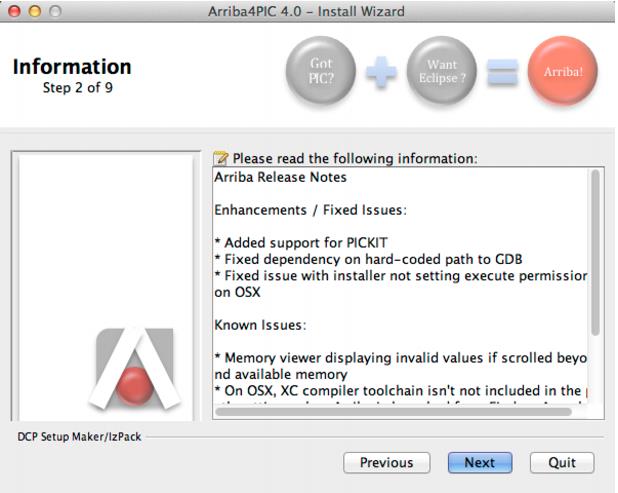 Arriba4PIC 4.0 – Install Wizard
Information
Step 2 of 9
Got
PIC?
Want
Eclipse ?
Arriba!
Please read the following information:
Arriba Release Notes
Enhancements / Fixed Issues:
* Added support for PICKIT
* Fixed dependency on hard-coded path to GDB
* Fixed issue with installer not setting execute permission
on OSX
Known Issues:
* Memory viewer displaying invalid values if scrolled beyo
nd available memory
* On OSX, XC compiler toolchain isn't not included in the
DCP Setup Maker/IzPack
Previous
Next
Quit